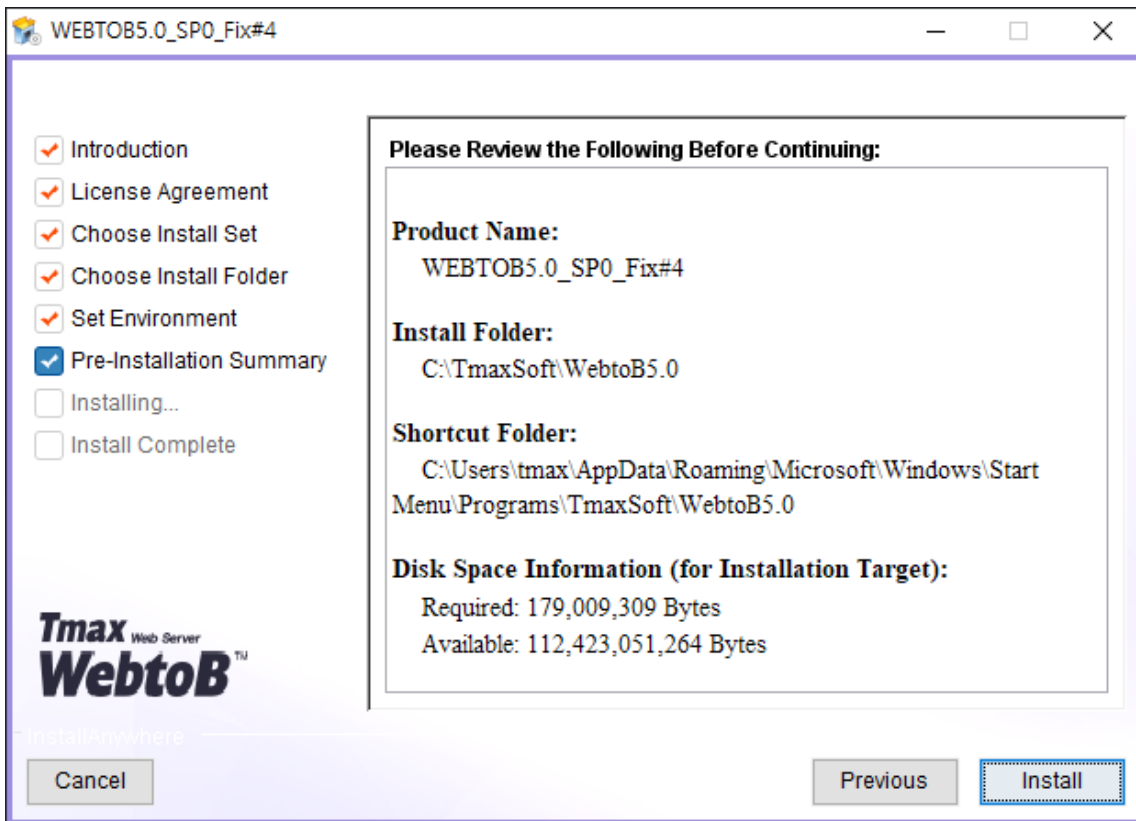 WEBTOB5.0_SP0_Fix#4
Introduction
License Agreement
Choose Install Set
Choose Install Folder
Set Environment
Pre-Installation Summary
Installing...
Install Complete
Please Review the Following Before Continuing:
Product Name:
WEBTOB5.0_SP0_Fix#4
Install Folder:
C:\TmaxSoft\WebtoB5.0
Shortcut Folder:
C:\Users\tmax\AppData\Roaming\Microsoft\Windows\Start
Menu\Programs\TmaxSoft\WebtoB5.0
Disk Space Information (for Installation Target):
Required: 179,009,309 Bytes
Available: 112,423,051,264 Bytes
Tmax Web Server
WebtoB™
InstallAnywhere
Cancel
Previous
Install